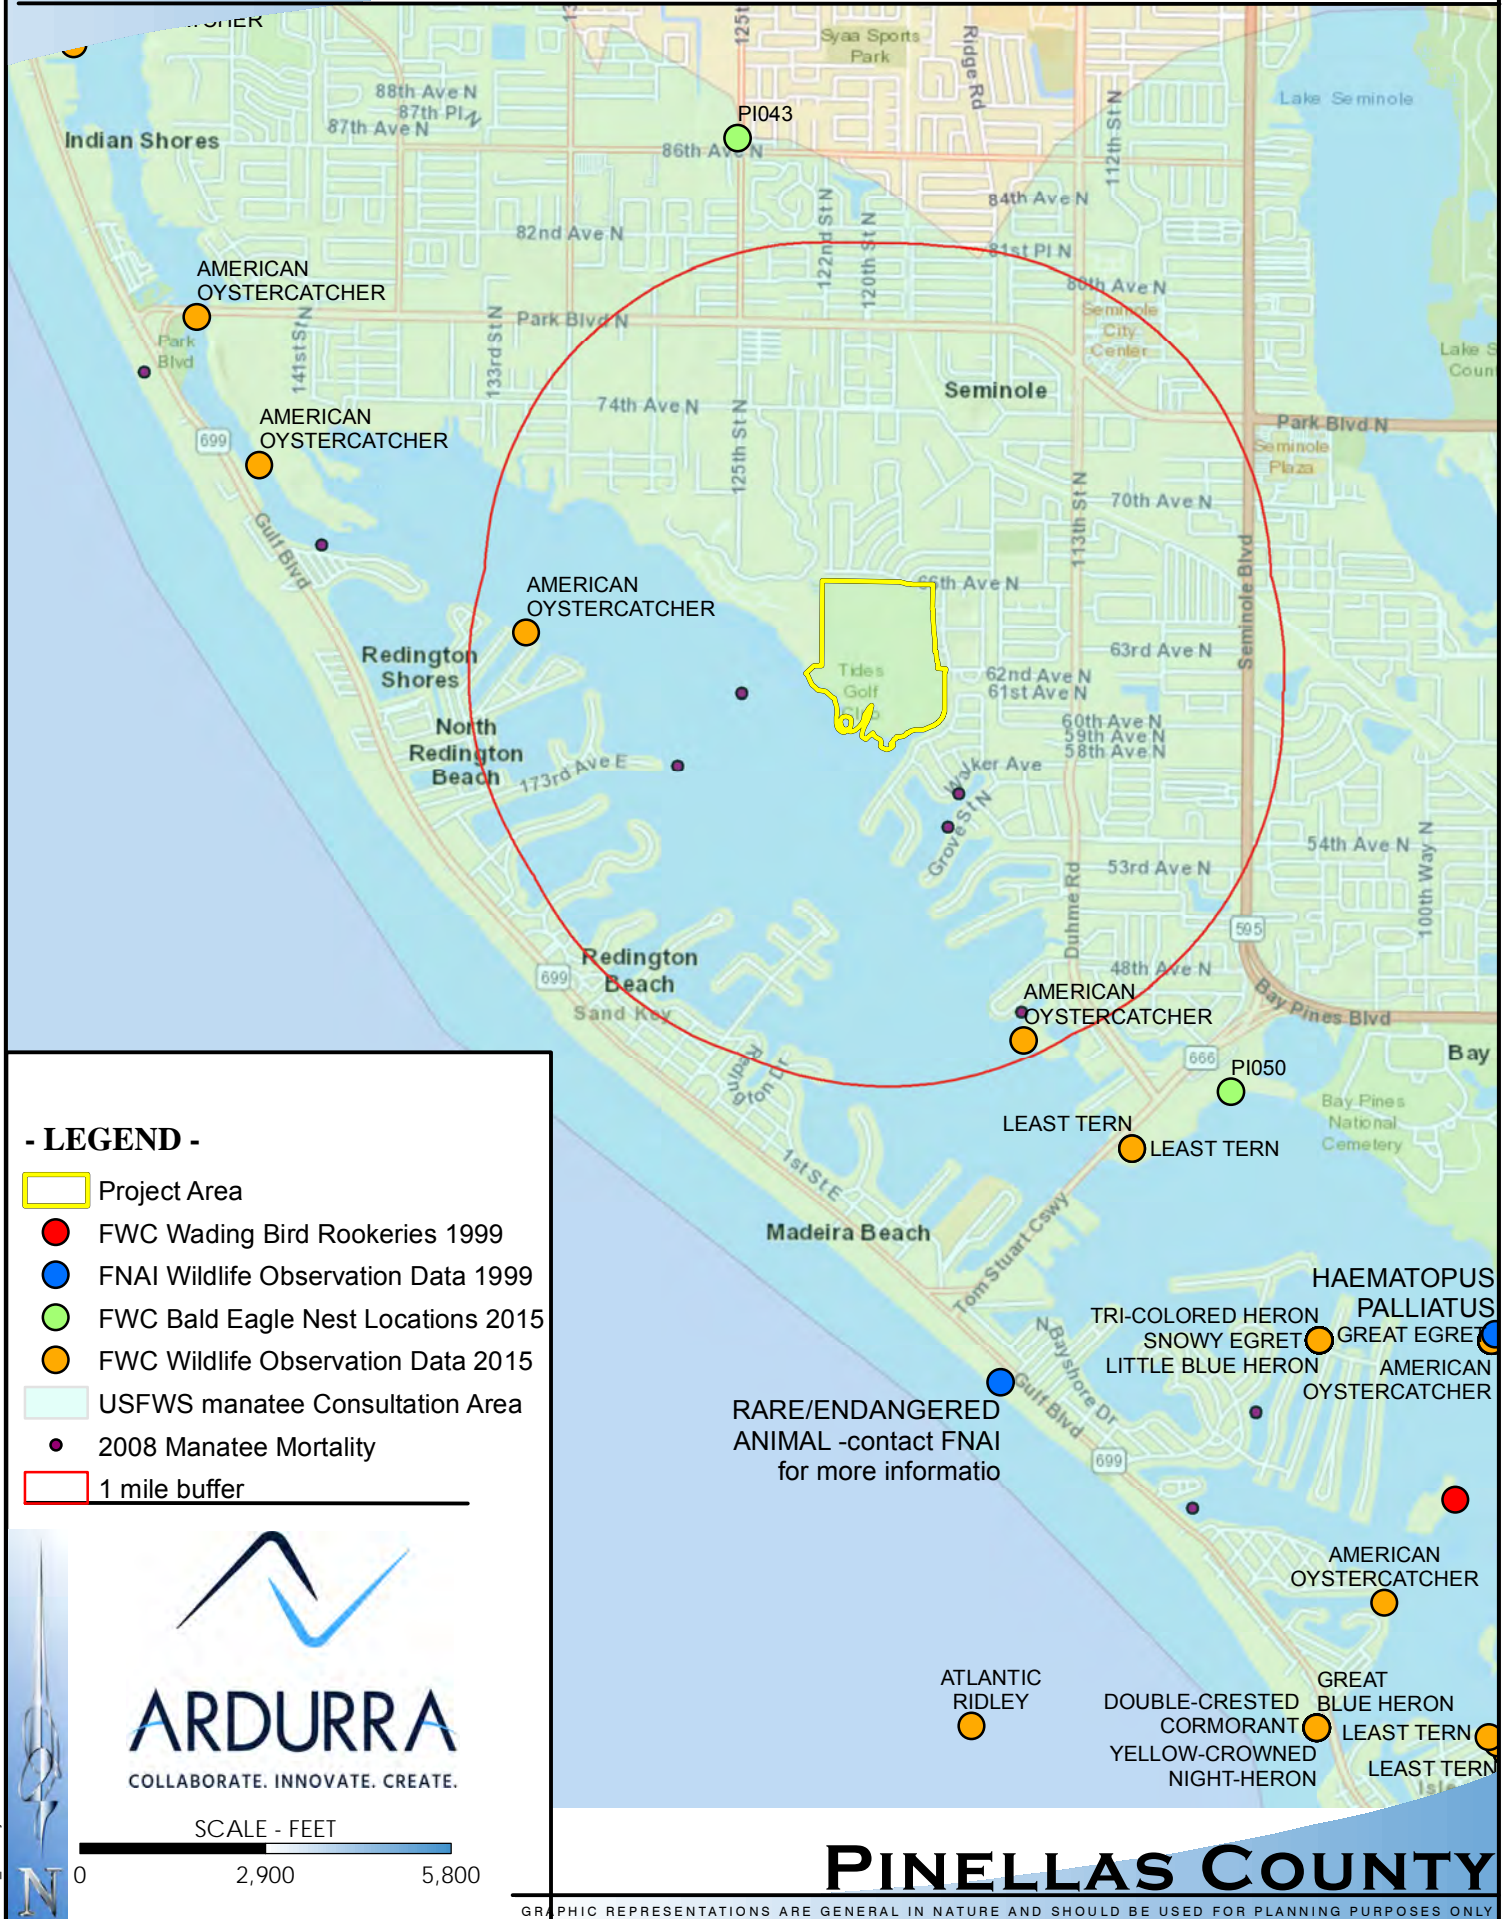 Syaa Sports
Park
Ridge Rd
125t
Lake Seminole
88th Ave N
87th Pl N
87th Ave N
Indian Shores
PI043
86th Ave N
112th St N
84th Ave N
82nd Ave N
122nd St N
120th St N
81st Pl N
80th Ave N
AMERICAN
OYSTERCATCHER
Park Blvd N
Seminole
City
Center
Park
Blvd
141st St N
133rd St N
Lake S
Coun
Seminole
74th Ave N
125th St N
AMERICAN
OYSTERCATCHER
699
Park Blvd N
Seminole
Plaza
70th Ave N
113th St N
Gulf Blvd
Seminole Blvd
66th Ave N
AMERICAN
OYSTERCATCHER
Redington
Shores
63rd Ave N
Tides
Golf
Club
62nd Ave N
61st Ave N
North
Redington
Beach
60th Ave N
59th Ave N
58th Ave N
173rd Ave E
Walker Ave
Grove St N
54th Ave N
53rd Ave N
100th Way N
Duhme Rd
595
Redington
Beach
699
Sand Key
48th Ave N
AMERICAN
OYSTERCATCHER
Bay Pines Blvd
Redington Dr
666
Bay
PI050
Bay Pines
National
Cemetery
LEAST TERN
LEAST TERN
1st St E
Madeira Beach
Tom Stuart Cswy
HAEMATOPUS
PALLIATUS
TRI-COLORED HERON
SNOWY EGRET
LITTLE BLUE HERON
GREAT EGRET
AMERICAN
OYSTERCATCHER
N Bayshore Dr
Gulf Blvd
RARE/ENDANGERED
ANIMAL -contact FNAI
for more informatio
699
AMERICAN
OYSTERCATCHER
ATLANTIC
RIDLEY
DOUBLE-CRESTED
CORMORANT
YELLOW-CROWNED
NIGHT-HERON
GREAT
BLUE HERON
LEAST TERN
LEAST TERN
Isle
- LEGEND -
Project Area
FWC Wading Bird Rookeries 1999
FNAI Wildlife Observation Data 1999
FWC Bald Eagle Nest Locations 2015
FWC Wildlife Observation Data 2015
USFWS manatee Consultation Area
2008 Manatee Mortality
1 mile buffer
ARDURRA
COLLABORATE. INNOVATE. CREATE.
SCALE - FEET
0 2,900 5,800
N
PINELLAS COUNTY
GRAPHIC REPRESENTATIONS ARE GENERAL IN NATURE AND SHOULD BE USED FOR PLANNING PURPOSES ONLY